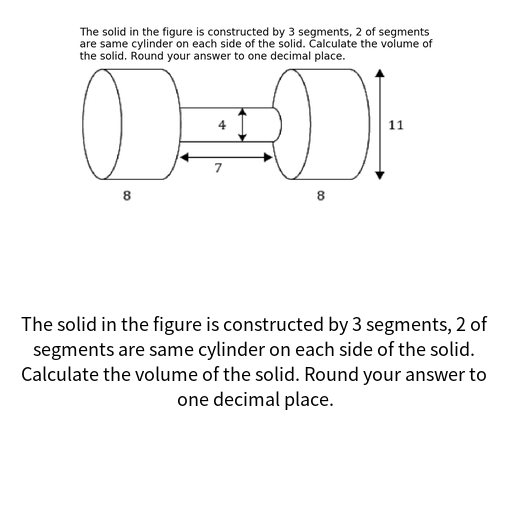 The solid in the figure is constructed by 3 segments, 2 of segments
are same cylinder on each side of the solid. Calculate the volume of
the solid. Round your answer to one decimal place.
4
11
7
8
8
The solid in the figure is constructed by 3 segments, 2 of
segments are same cylinder on each side of the solid.
Calculate the volume of the solid. Round your answer to
one decimal place.